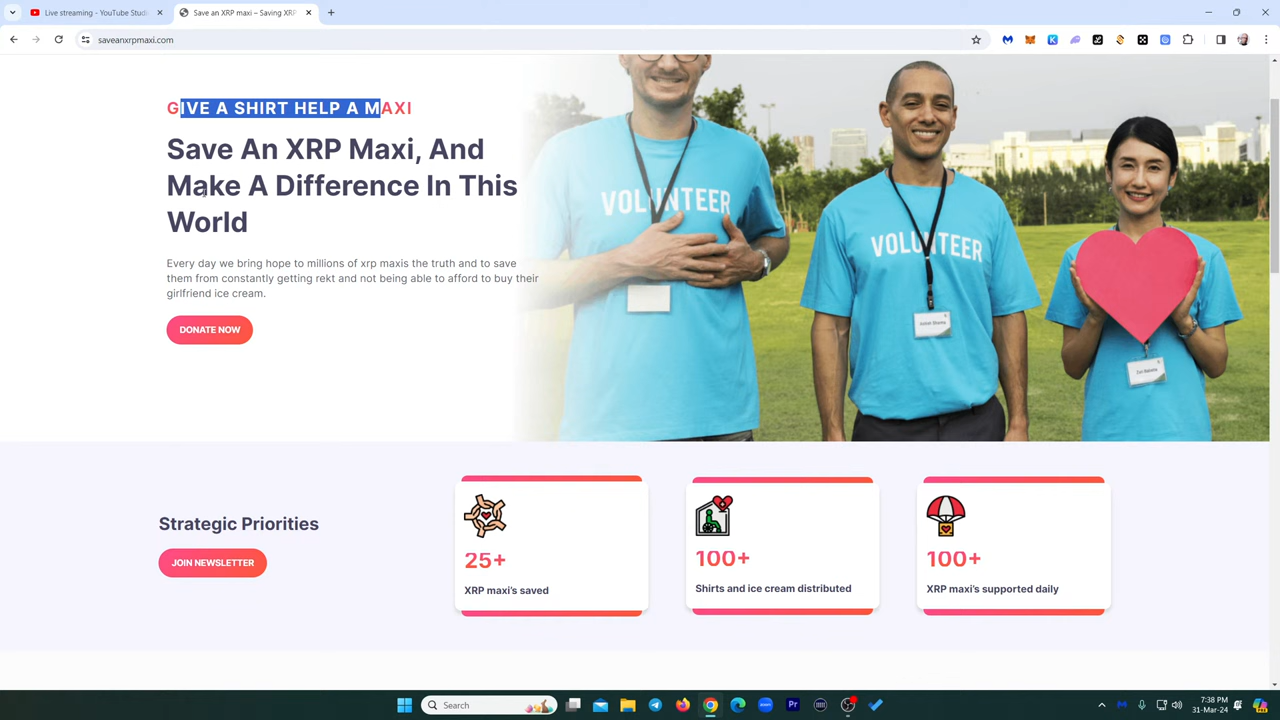 Live streaming - YouTube Studi
Save an XRP maxi – Saving XRP
saveanxrpmaxi.com
GIVE A SHIRT HELP A MAXI
Save An XRP Maxi, And
Make A Difference In This
World
Every day we bring hope to millions of xrp maxis the truth and to save
them from constantly getting rekt and not being able to afford to buy their
girlfriend ice cream.
DONATE NOW
VOLUNTEER
VOLUNTEER
Strategic Priorities
JOIN NEWSLETTER
25+
XRP maxi's saved
100+
Shirts and ice cream distributed
100+
XRP maxi's supported daily
Search
zoom
Pr
7:38 PM
31-Mar-24